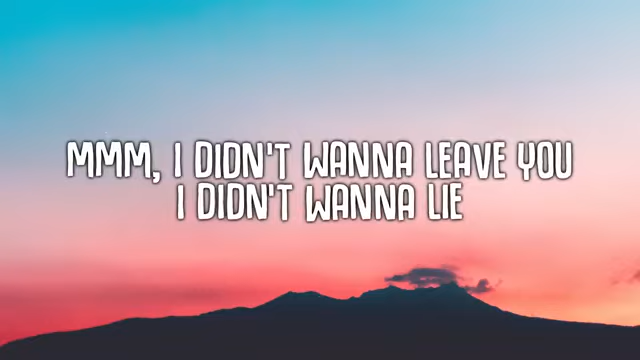 MMM, I DIDN'T WANNA LEAVE YOU
I DIDN'T WANNA LIE